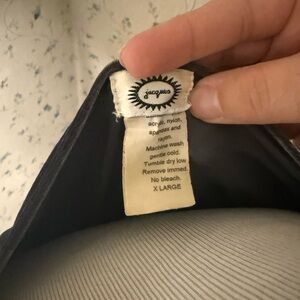 jacques
acrylic, nylon,
spandex and
rayon.
Machine wash
gentle cold.
Tumble dry low
Remove immed.
No bleach.
X LARGE